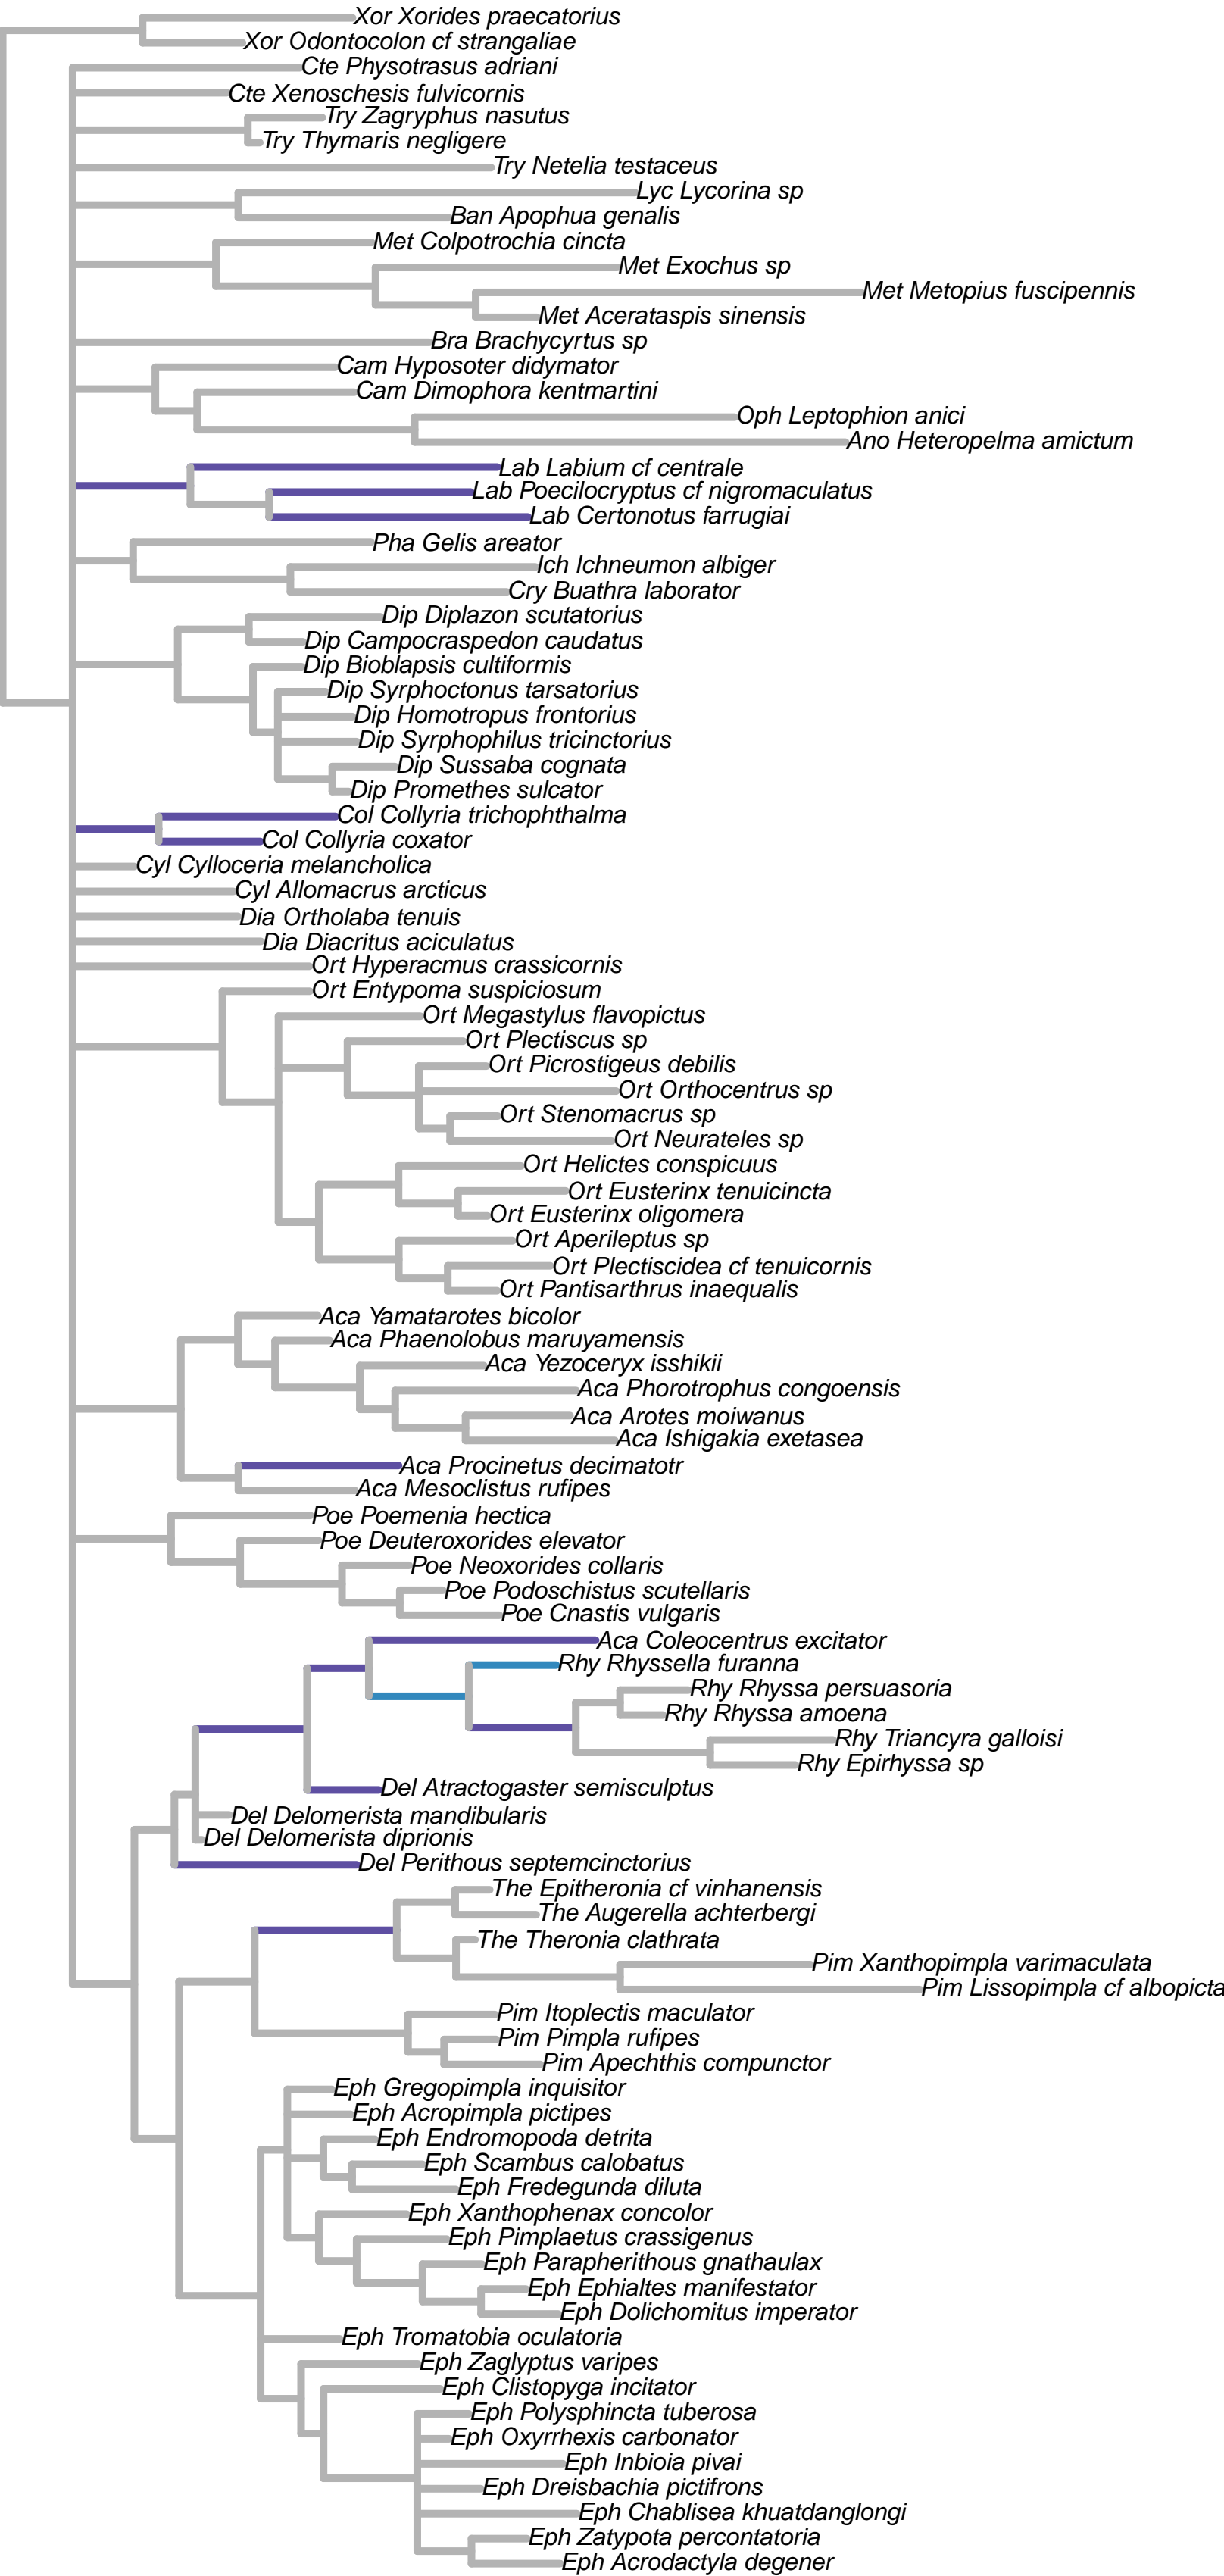 Xor Xorides praecatorius
Xor Odontocolon cf strangaliae
Cte Physotrasus adriani
Cte Xenoschesis fulvicornis
Try Zagryphus nasutus
Try Thymaris negligere
Try Netelia testaceus
Lyc Lycorina sp
Ban Apophua genalis
Met Colpotrochia cincta
Met Exochus sp
Met Metopius fuscipennis
Met Acerataspis sinensis
Bra Brachycyrtus sp
Cam Hyposoter didymator
Cam Dimophora kentmartini
Oph Leptophion anici
Ano Heteropelma amictum
Lab Labium cf centrale
Lab Poecilocryptus cf nigromaculatus
Lab Certonotus farrugiai
Pha Gelis areator
Ich Ichneumon albiger
Cry Buathra laborator
Dip Diplazon scutatorius
Dip Campocraspedon caudatus
Dip Bioblapsis cultiformis
Dip Syrphoctonus tarsatorius
Dip Homotropus frontorius
Dip Syrphophilus tricinctorius
Dip Sussaba cognata
Dip Promethes sulcator
Col Collyria trichophthalma
Col Collyria coxator
Cyl Cylloceria melancholica
Cyl Allomacrus arcticus
Dia Ortholaba tenuis
Dia Diacritus aciculatus
Ort Hyperacmus crassicornis
Ort Entypoma suspiciosum
Ort Megastylus flavopictus
Ort Plectiscus sp
Ort Picrostigeus debilis
Ort Orthocentrus sp
Ort Stenomacrus sp
Ort Neurateles sp
Ort Helictes conspicuus
Ort Eusterinx tenuicincta
Ort Eusterinx oligomera
Ort Aperileptus sp
Ort Plectiscidea cf tenuicornis
Ort Pantisarthrus inaequalis
Aca Yamatarotes bicolor
Aca Phaenolobus maruyamensis
Aca Yezoceryx isshikii
Aca Phorotrophus congoensis
Aca Arotes moiwanus
Aca Ishigakia exetasea
Aca Procinetus decimatotr
Aca Mesoclistus rufipes
Poe Poemenia hectica
Poe Deuteroxorides elevator
Poe Neoxorides collaris
Poe Podoschistus scutellaris
Poe Cnastis vulgaris
Aca Coleocentrus excitator
Rhy Rhyssella furanna
Rhy Rhyssa persuasoria
Rhy Rhyssa amoena
Rhy Triancyra galloisi
Rhy Epirhyssa sp
Del Atractogaster semisculptus
Del Delomerista mandibularis
Del Delomerista diprionis
Del Perithous septemcinctorius
The Epitheronia cf vinhanensis
The Augerella achterbergi
The Theronia clathrata
Pim Xanthopimpla varimaculata
Pim Lissopimpla cf albopicta
Pim Itoplectis maculator
Pim Pimpla rufipes
Pim Apechthis compunctor
Eph Gregopimpla inquisitor
Eph Acropimpla pictipes
Eph Endromopoda detrita
Eph Scambus calobatus
Eph Fredegunda diluta
Eph Xanthophenax concolor
Eph Pimplaetus crassigenus
Eph Parapherithous gnathaulax
Eph Ephialtes manifestator
Eph Dolichomitus imperator
Eph Tromatobia oculatoria
Eph Zaglyptus varipes
Eph Clistopyga incitator
Eph Polysphincta tuberosa
Eph Oxyrrhexis carbonator
Eph Inbioia pivai
Eph Dreisbachia pictifrons
Eph Chablisea khuatdanglongi
Eph Zatypota percontatoria
Eph Acrodactyla degener